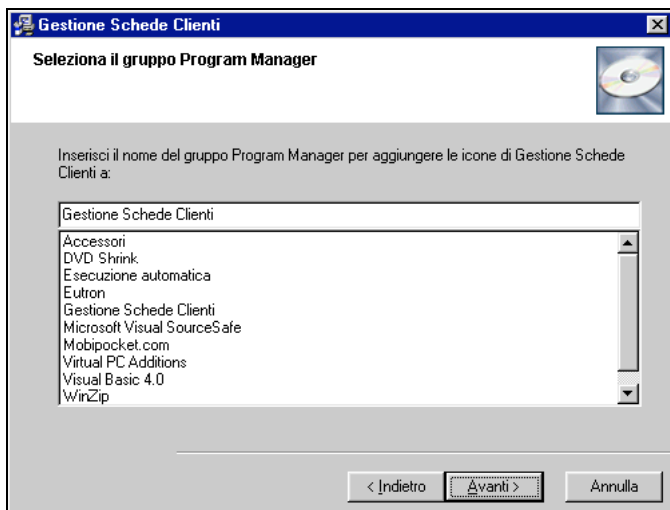 Gestione Schede Clienti
Seleziona il gruppo Program Manager
Inserisci il nome del gruppo Program Manager per aggiungere le icone di Gestione Schede
Clienti a:
Gestione Schede Clienti
Accessori
DVD Shrink
Esecuzione automatica
Eutron
Gestione Schede Clienti
Microsoft Visual SourceSafe
Mobipocket.com
Virtual PC Additions
Visual Basic 4.0
WinZip
< Indietro
Avanti >
Annulla